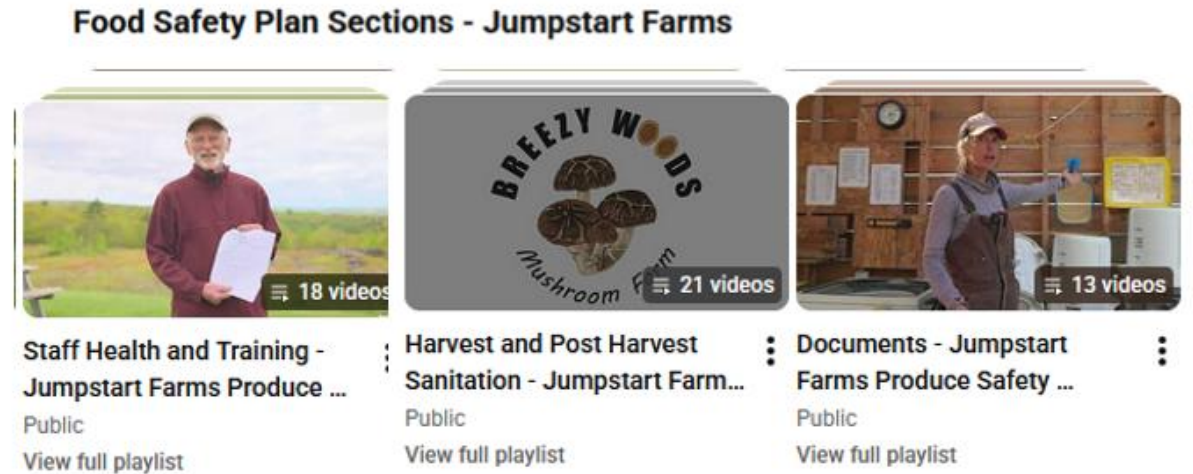 Food Safety Plan Sections - Jumpstart Farms
18 videos
Staff Health and Training -
Jumpstart Farms Produce ...
Public
View full playlist
BREEZY WOODS
Mushroom Farm
21 videos
Harvest and Post Harvest
Sanitation - Jumpstart Farm...
Public
View full playlist
13 videos
Documents - Jumpstart
Farms Produce Safety ...
Public
View full playlist